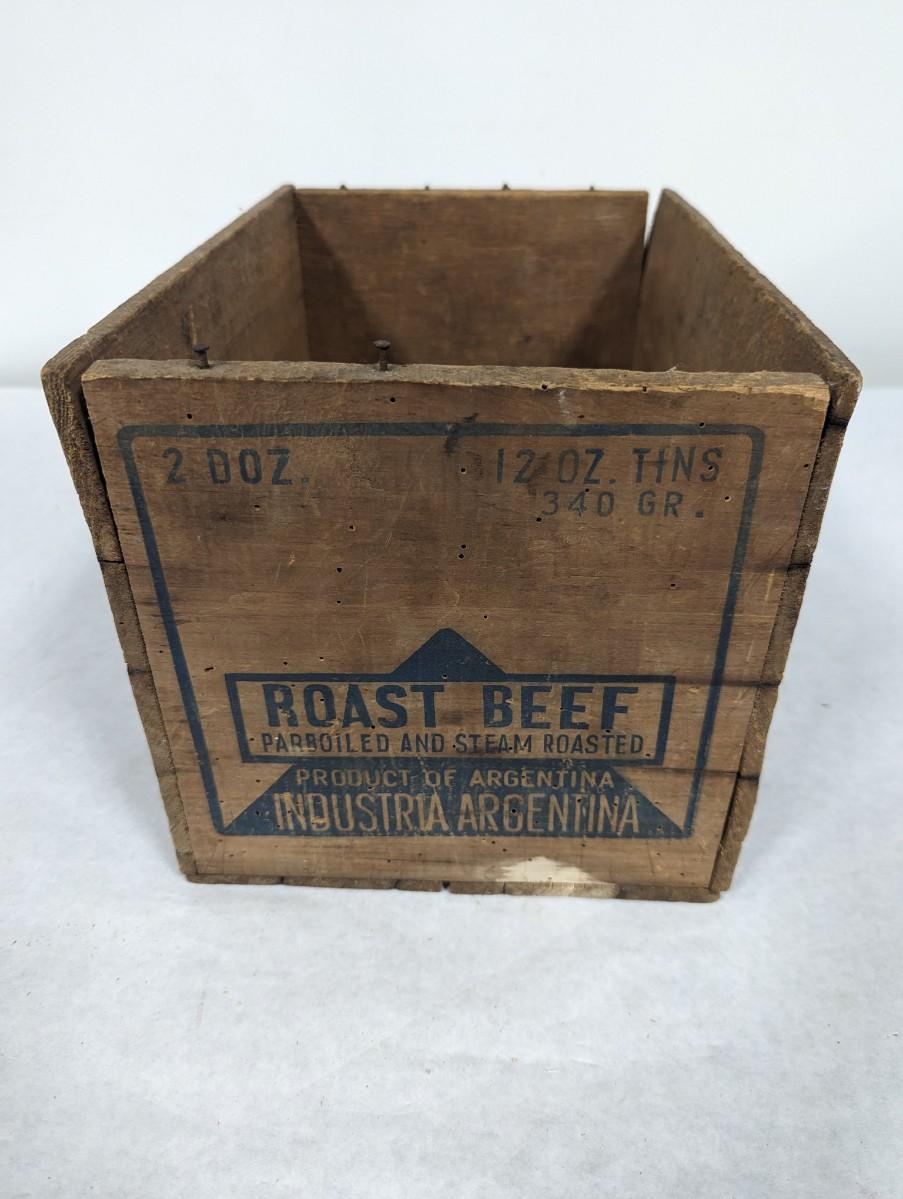 2 DOZ. 12 OZ. TINS
340 GR.
ROAST BEEF
PARBOILED AND STEAM ROASTED
PRODUCT OF ARGENTINA
INDUSTRIA ARGENTINA